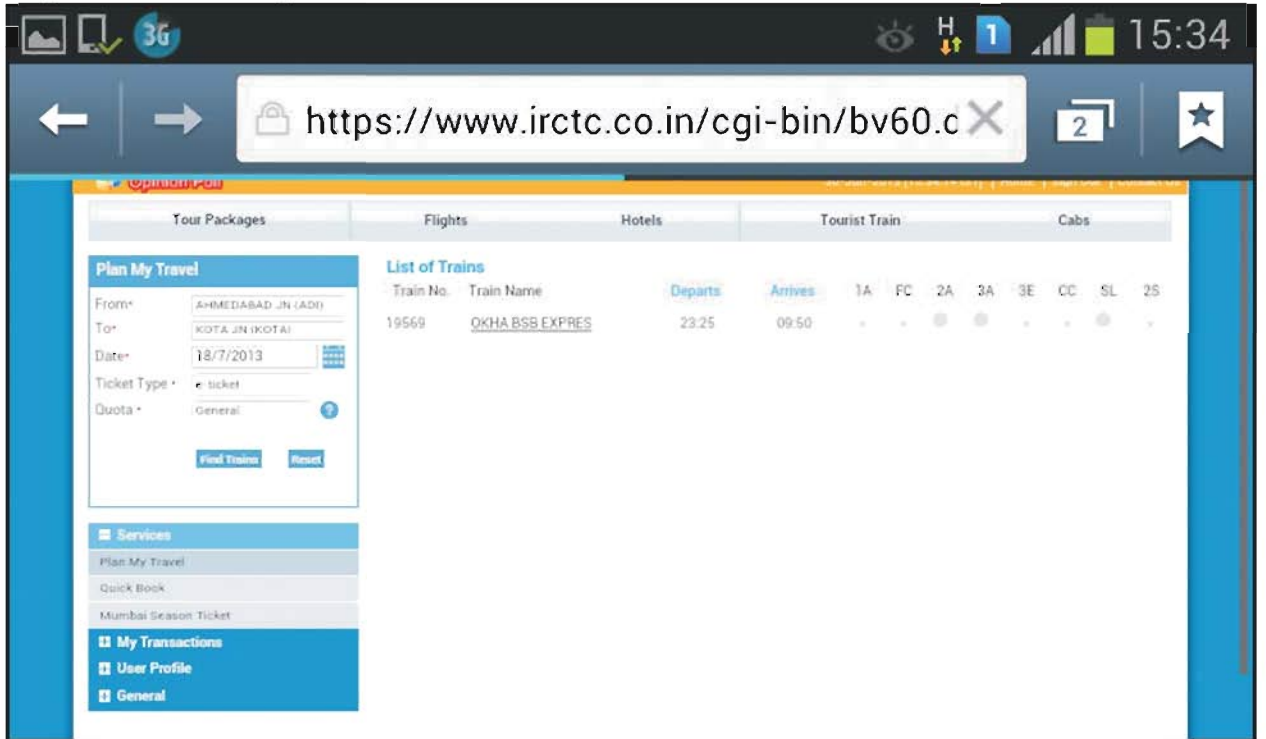 3G H 1 15:34
https://www.irctc.co.in/cgi-bin/bv60.c 2
Opinion Poll
Tour Packages Flights Hotels Tourist Train Cabs
Plan My Travel
From* AHMEDABAD JN (ADI)
To* KOTA JN (KOTA)
Date* 18/7/2013
Ticket Type * e-ticket
Quota * General ?
Find Trains Reset
List of Trains
Train No. Train Name Departs Arrives 1A FC 2A 3A 3E CC SL 2S
19569 OKHA BSB EXPRES 23:25 09:50 - - - - -
Services
Plan My Travel
Quick Book
Mumbai Season Ticket
My Transactions
User Profile
General